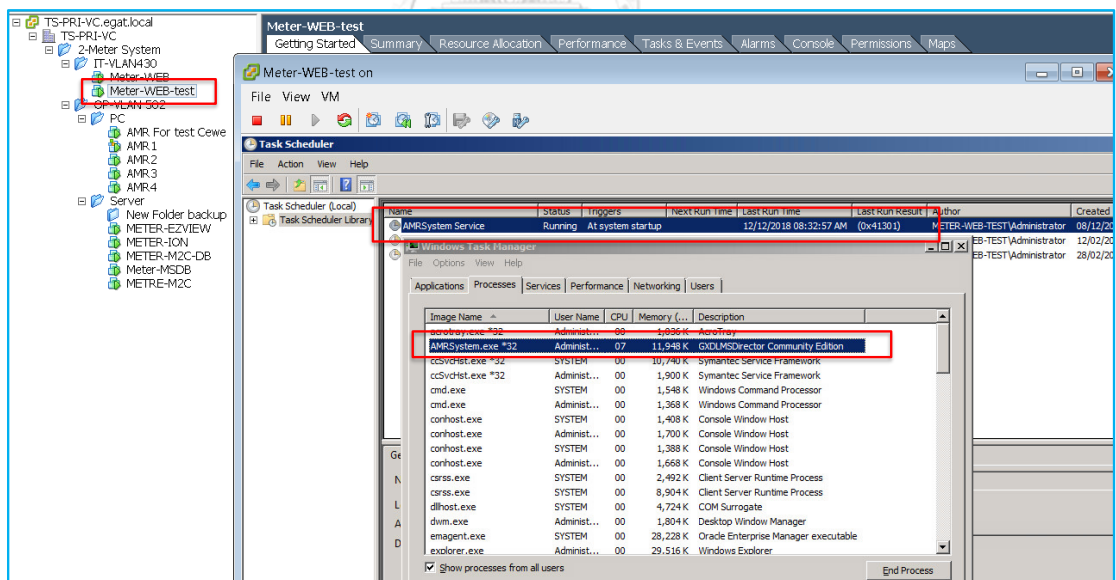 TS-PRI-VC.egat.local
TS-PRI-VC
2-Meter System
IT-VLAN430
Meter-WEB
Meter-WEB-test
OP-VLAN 502
PC
AMR For test Cewe
AMR1
AMR2
AMR3
AMR4
Server
New Folder backup
METER-EZVIEW
METER-ION
METER-M2C-DB
Meter-MSDB
METRE-M2C
Meter-WEB-test
Getting Started Summary Resource Allocation Performance Tasks & Events Alarms Console Permissions Maps
Meter-WEB-test on
File View VM
Task Scheduler
File Action View Help
Task Scheduler (Local)
Task Scheduler Library
Name Status Triggers Next Run Time Last Run Time Last Run Result Author Created
AMRSystem Service Running At system startup 12/12/2018 08:32:57 AM (0x41301) METER-WEB-TEST\Administrator 08/12/20
EB-TEST\Administrator 12/02/20
EB-TEST\Administrator 28/02/20
Windows Task Manager
File Options View Help
Applications Processes Services Performance Networking Users
Image Name User Name CPU Memory (... Description
acrotray.exe *32 Administ... 00 1,036 K AcroTray
AMRSystem.exe *32 Administ... 07 11,948 K GXDLMSDirector Community Edition
ccSvcHst.exe *32 SYSTEM 00 10,740 K Symantec Service Framework
ccSvcHst.exe *32 Administ... 00 1,900 K Symantec Service Framework
cmd.exe SYSTEM 00 1,548 K Windows Command Processor
cmd.exe Administ... 00 1,368 K Windows Command Processor
conhost.exe SYSTEM 00 1,408 K Console Window Host
conhost.exe Administ... 00 1,700 K Console Window Host
conhost.exe SYSTEM 00 1,388 K Console Window Host
conhost.exe Administ... 00 1,668 K Console Window Host
csrss.exe SYSTEM 00 2,492 K Client Server Runtime Process
csrss.exe SYSTEM 00 8,904 K Client Server Runtime Process
dllhost.exe SYSTEM 00 4,724 K COM Surrogate
dwm.exe Administ... 00 1,804 K Desktop Window Manager
emagent.exe SYSTEM 00 28,228 K Oracle Enterprise Manager executable
explorer.exe Administ... 00 29,516 K Windows Explorer
Show processes from all users
End Process
Ge
N
L
A
D